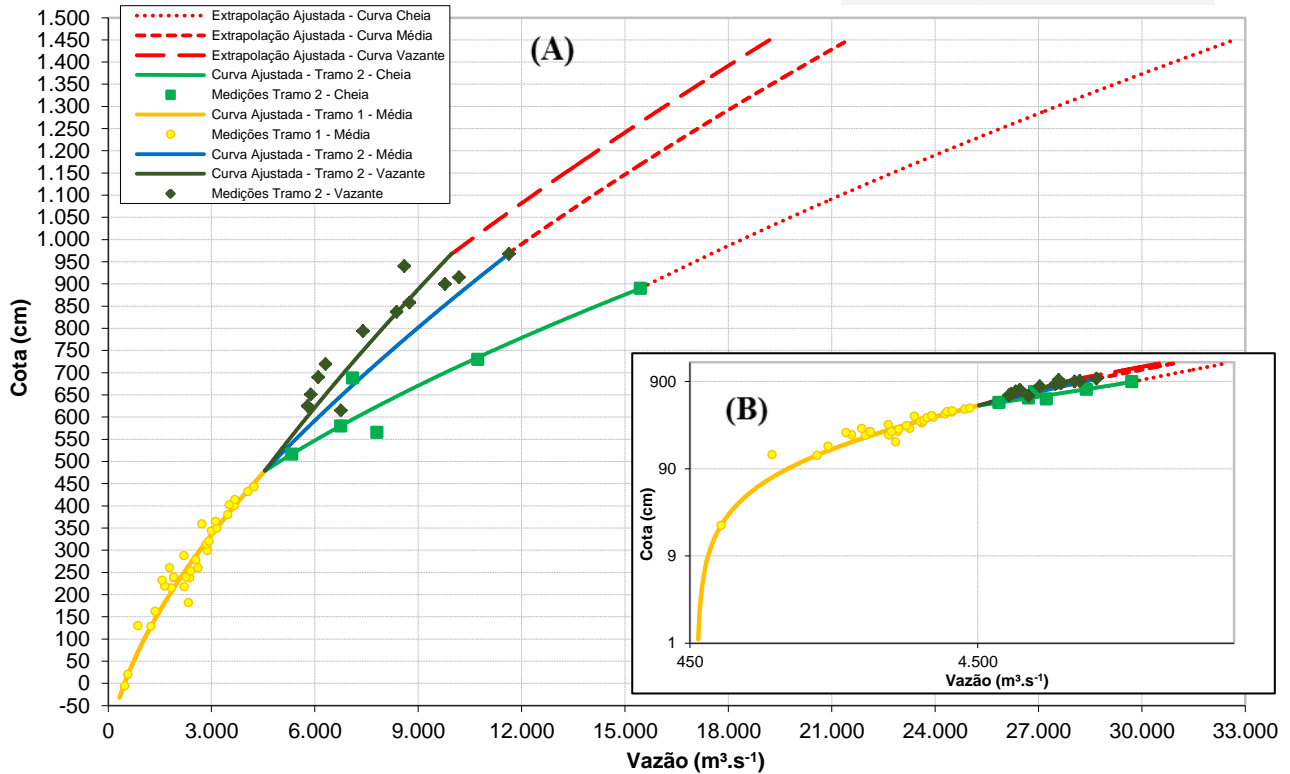 Extrapolação Ajustada - Curva Cheia
Extrapolação Ajustada - Curva Média
Extrapolação Ajustada - Curva Vazante
Curva Ajustada - Tramo 2 - Cheia
Medições Tramo 2 - Cheia
Curva Ajustada - Tramo 1 - Média
Medições Tramo 1 - Média
Curva Ajustada - Tramo 2 - Média
Curva Ajustada - Tramo 2 - Vazante
Medições Tramo 2 - Vazante
(A)
Cota (cm)
1.500
1.450
1.400
1.350
1.300
1.250
1.200
1.150
1.100
1.050
1.000
950
900
850
800
750
700
650
600
550
500
450
400
350
300
250
200
150
100
50
0
-50
0 3.000 6.000 9.000 12.000 15.000 18.000 21.000 24.000 27.000 30.000 33.000
Vazão (m³.s-¹)
(B)
Cota (cm)
900
90
9
1
450 4.500
Vazão (m³.s-¹)